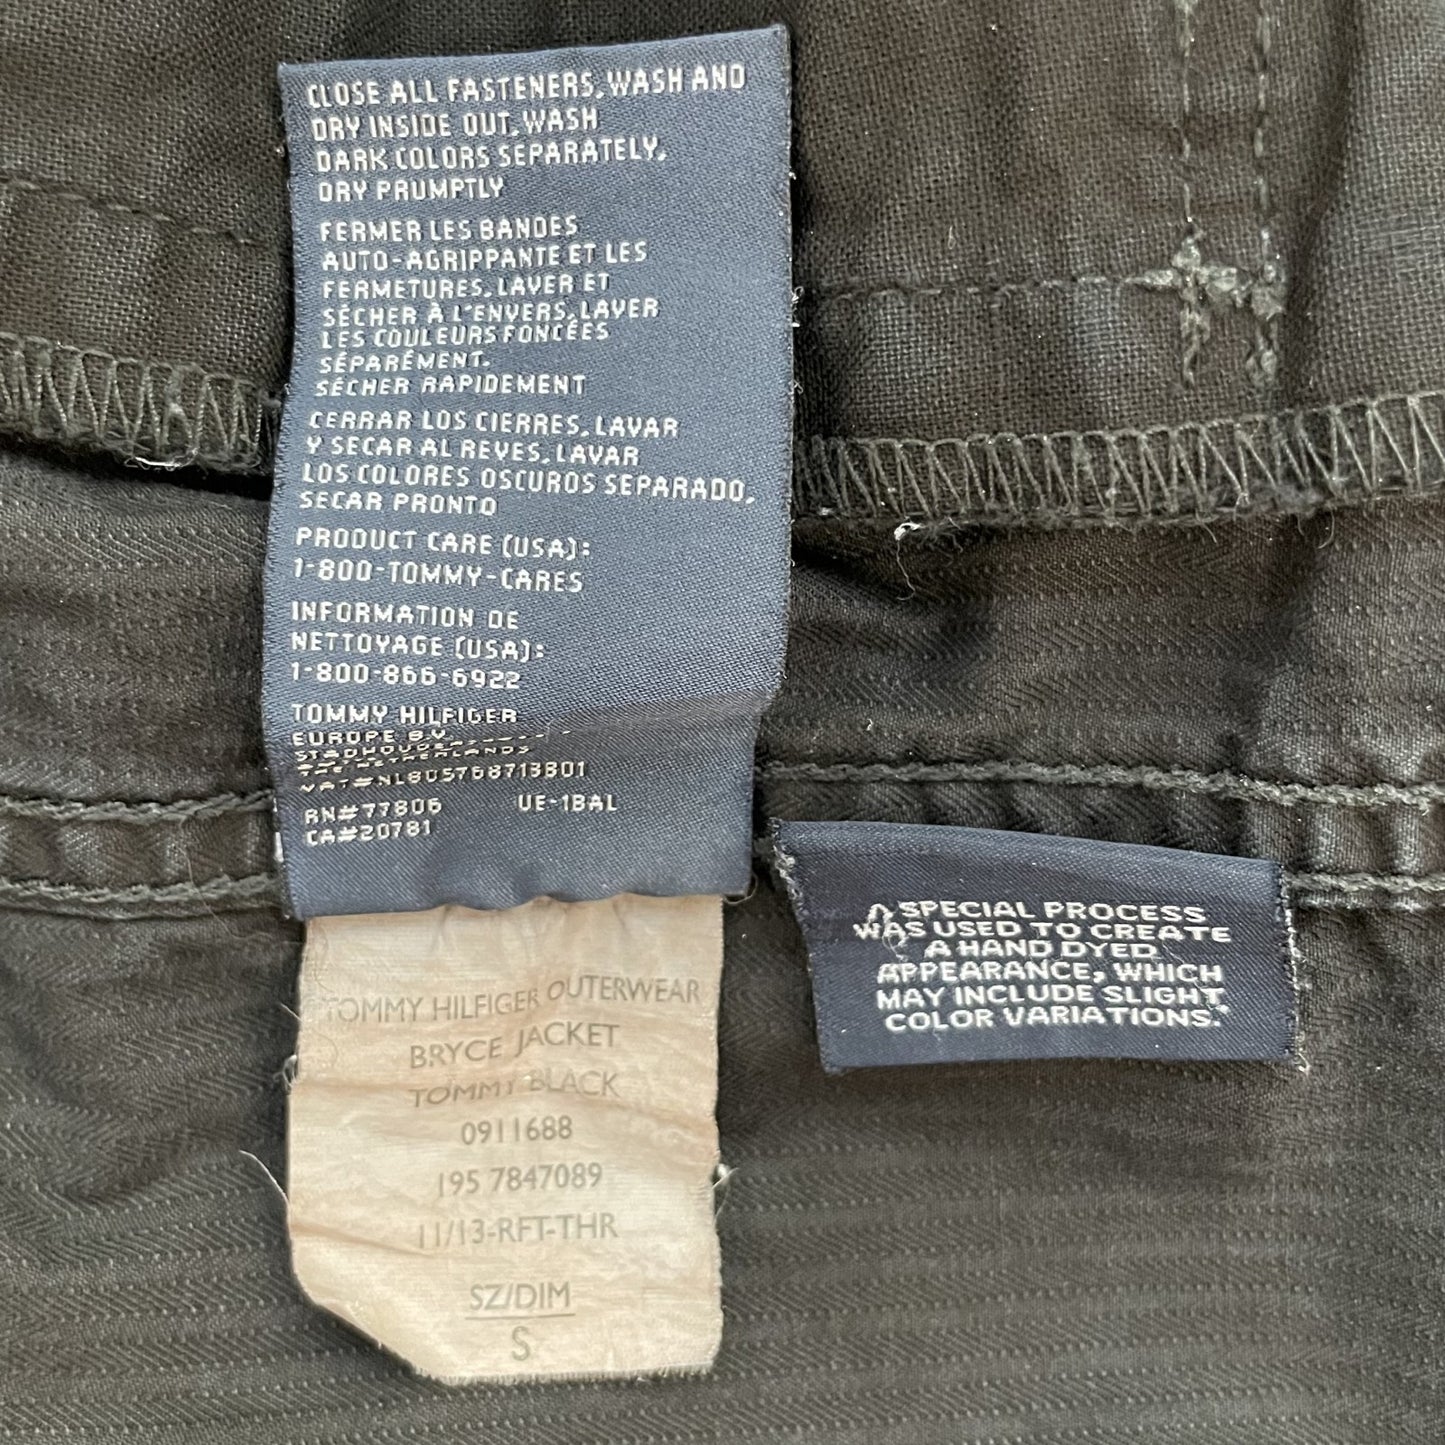 CLOSE ALL FASTENERS, WASH AND
DRY INSIDE OUT, WASH
DARK COLORS SEPARATELY,
DRY PRUMPTLY
FERMER LES BANDES
AUTO-AGRIPPANTE ET LES
FERMETURES, LAVER ET
SÉCHER À L'ENVERS, LAVER
LES COULEURS FONCÉES
SÉPARÉMENT.
SÉCHER RAPIDEMENT
CERRAR LOS CIERRES, LAVAR
Y SECAR AL REVES, LAVAR
LOS COLORES OSCUROS SEPARADO,
SECAR PRONTO
PRODUCT CARE (USA):
1-800-TOMMY-CARES
INFORMATION DE
NETTOYAGE (USA):
1-800-866-6922
TOMMY HILFIGER
EUROPE B.V.
THE NETHERLANDS
VAT#NL805768713B01
RN#77806 UE-1BAL
CA#20781
TOMMY HILFIGER OUTERWEAR
BRYCE JACKET
TOMMY BLACK
0911688
195 7847089
11/13-RFT-THR
SZ/DIM
S
A SPECIAL PROCESS
WAS USED TO CREATE
A HAND DYED
APPEARANCE, WHICH
MAY INCLUDE SLIGHT
COLOR VARIATIONS."